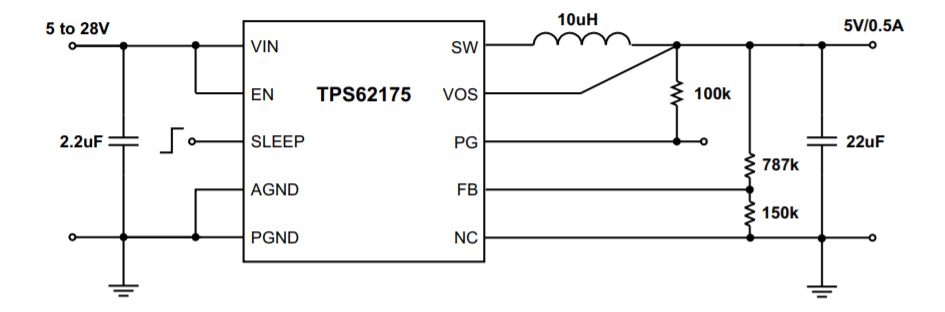 10uH
5 to 28V
5V/0.5A
VIN
SW
EN
TPS62175
VOS
100k
2.2uF
SLEEP
PG
22uF
787k
AGND
FB
150k
PGND
NC